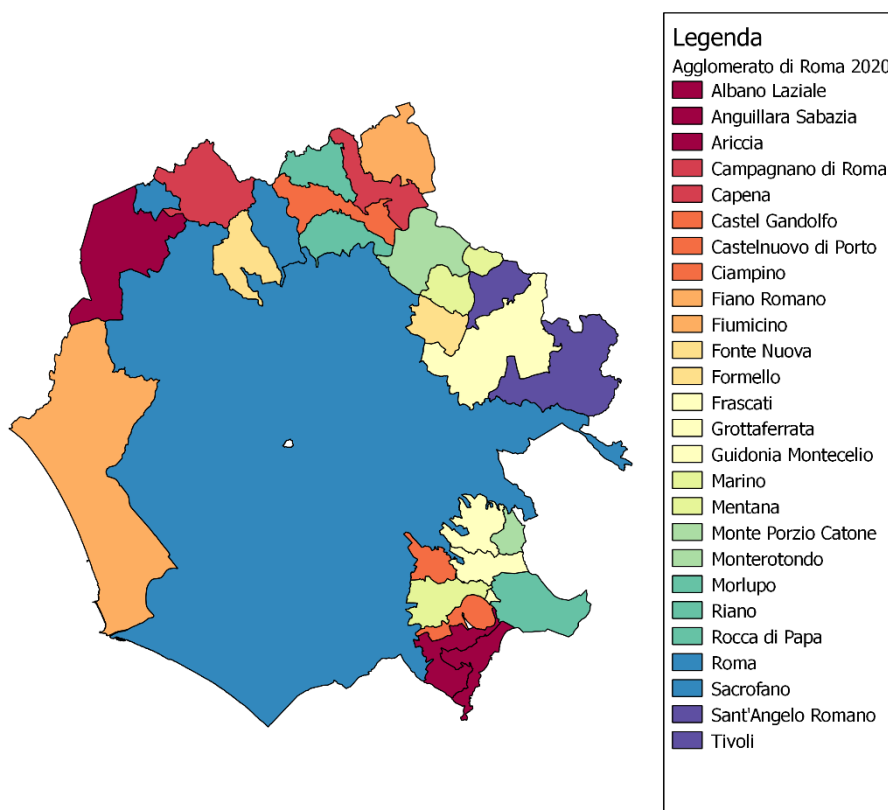 Legenda
Agglomerato di Roma 2020
Albano Laziale
Anguillara Sabazia
Ariccia
Campagnano di Roma
Capena
Castel Gandolfo
Castelnuovo di Porto
Ciampino
Fiano Romano
Fiumicino
Fonte Nuova
Formello
Frascati
Grottaferrata
Guidonia Montecelio
Marino
Mentana
Monte Porzio Catone
Monterotondo
Morlupo
Riano
Rocca di Papa
Roma
Sacrofano
Sant'Angelo Romano
Tivoli